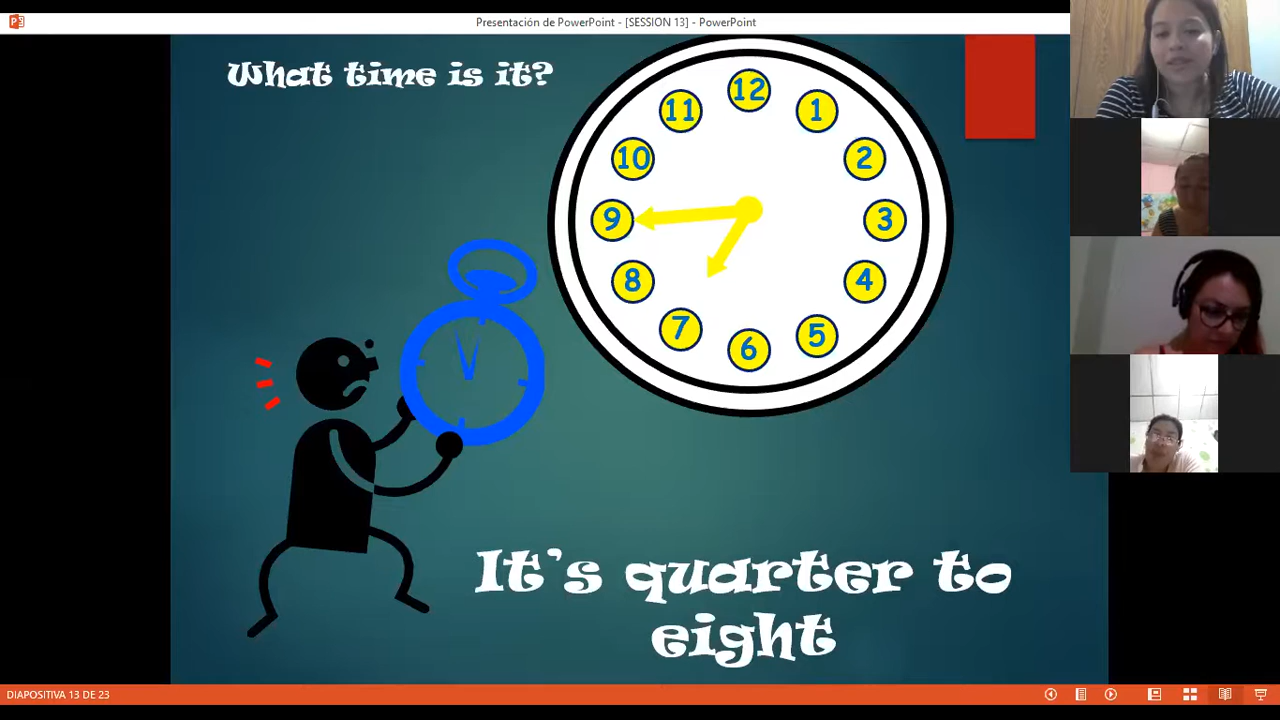 Presentación de PowerPoint - [SESSION 13] - PowerPoint
What time is it?
12
11
1
10
2
9
3
8
4
7
5
6
It's quarter to
eight
DIAPOSITIVA 13 DE 23